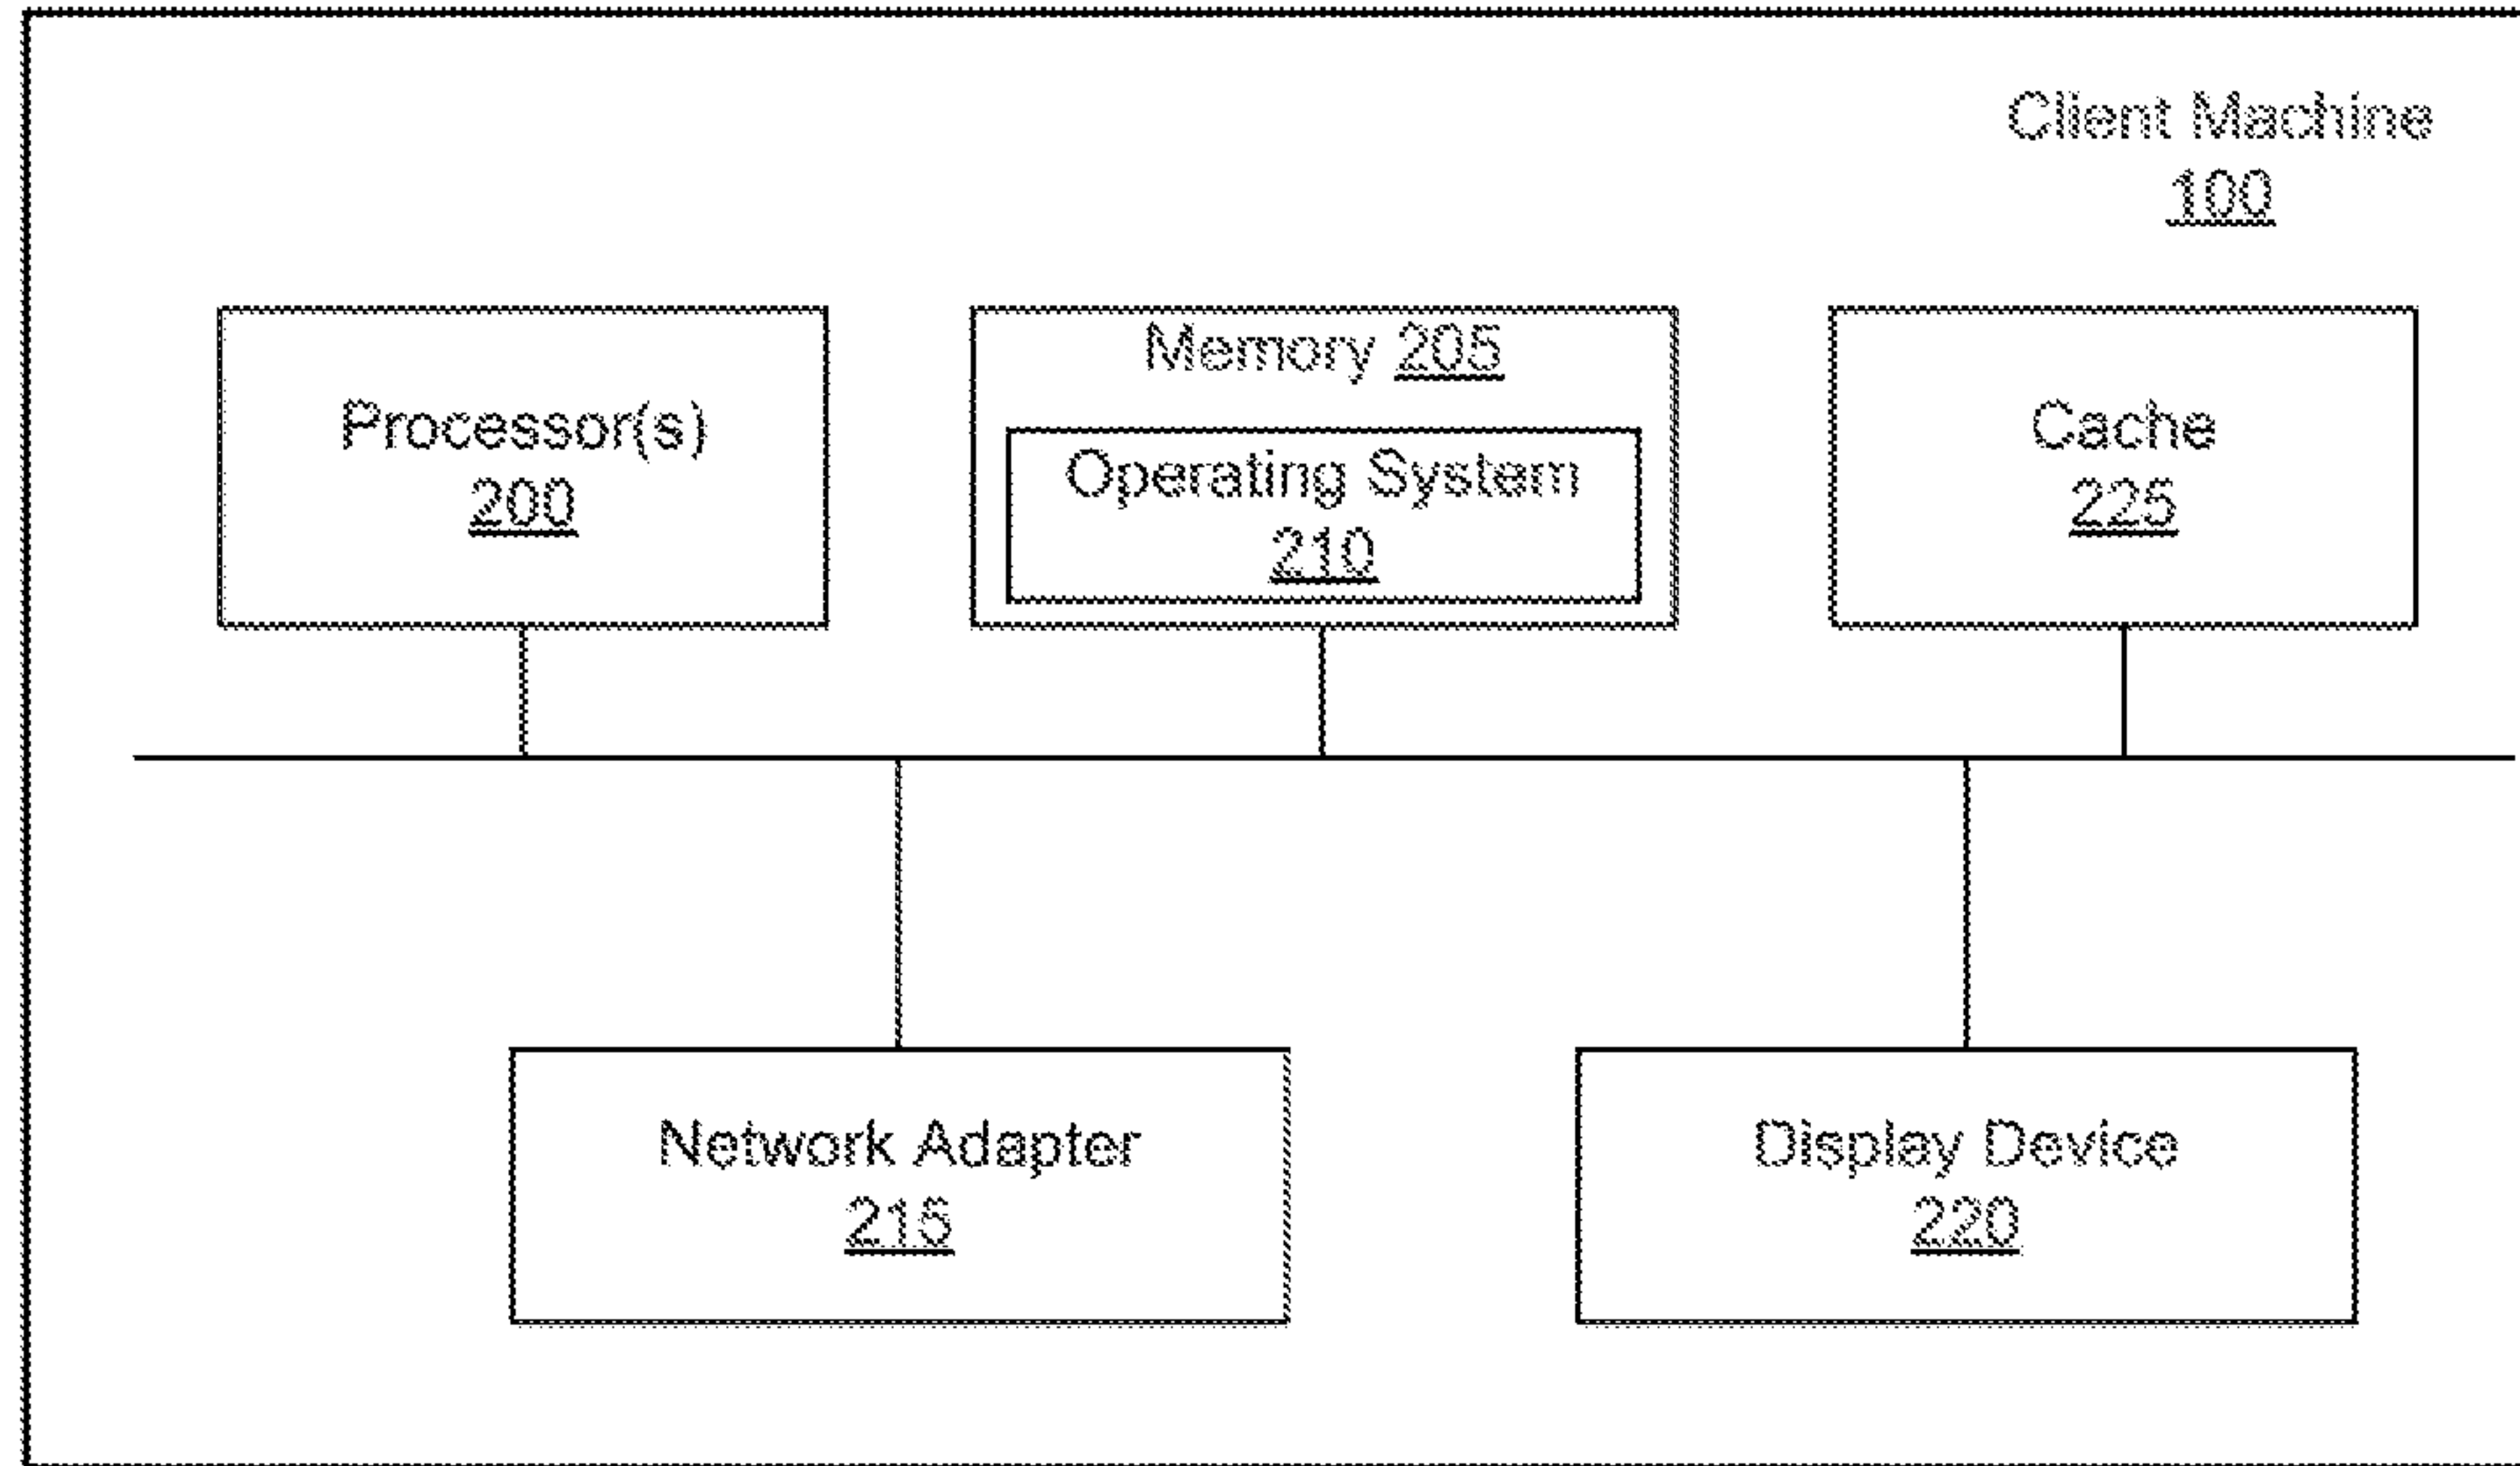 Client Machine
100
Processor(s)
200
Memory 205
Operating System
210
Cache
225
Network Adapter
215
Display Device
220